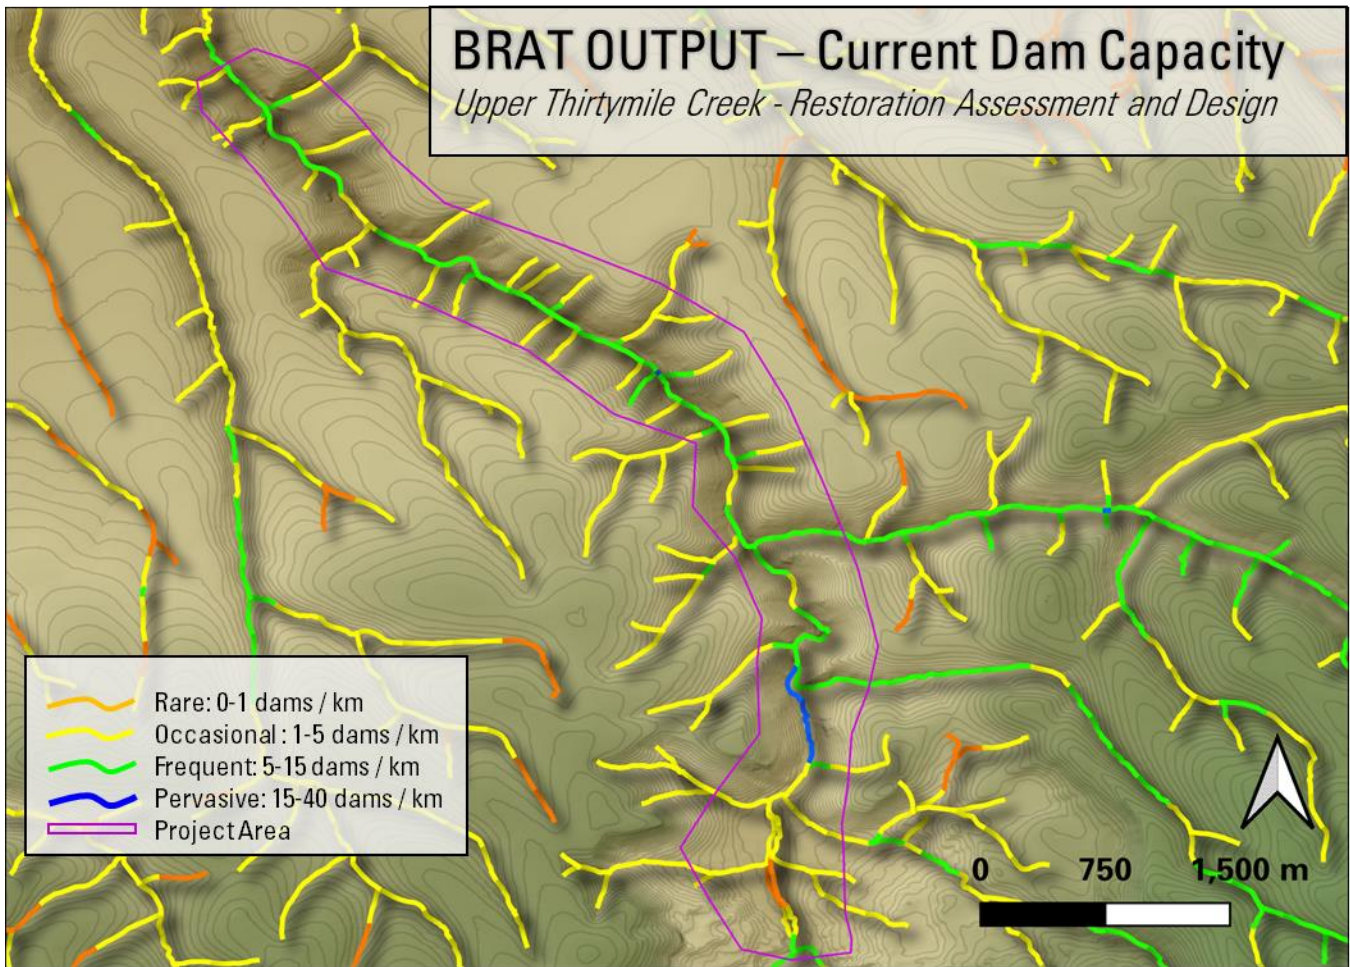 BRAT OUTPUT – Current Dam Capacity
Upper Thirtymile Creek - Restoration Assessment and Design
Rare: 0-1 dams / km
Occasional : 1-5 dams / km
Frequent: 5-15 dams / km
Pervasive: 15-40 dams / km
Project Area
0 750 1,500 m